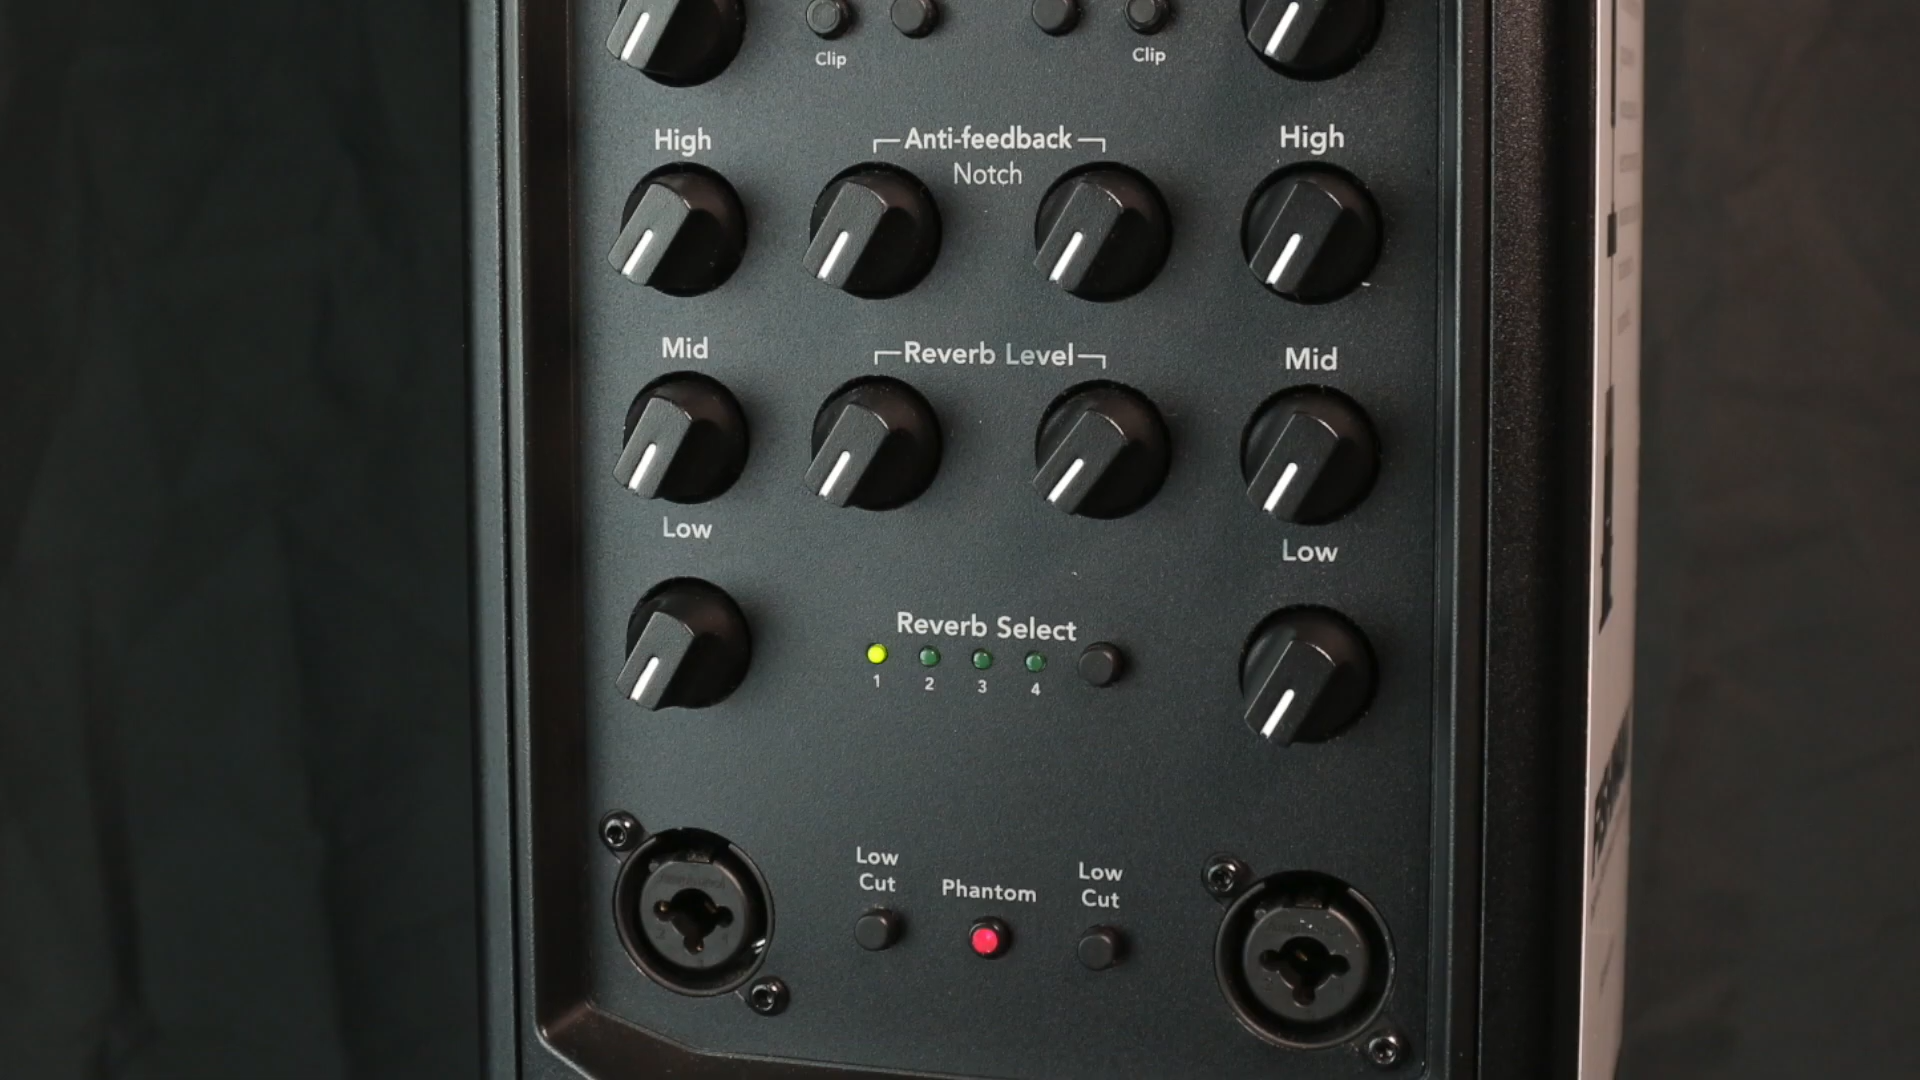 Clip
Clip
High
Anti-feedback
Notch
High
Mid
Reverb Level
Mid
Low
Low
Reverb Select
1 2 3 4
Low
Cut
Phantom
Low
Cut